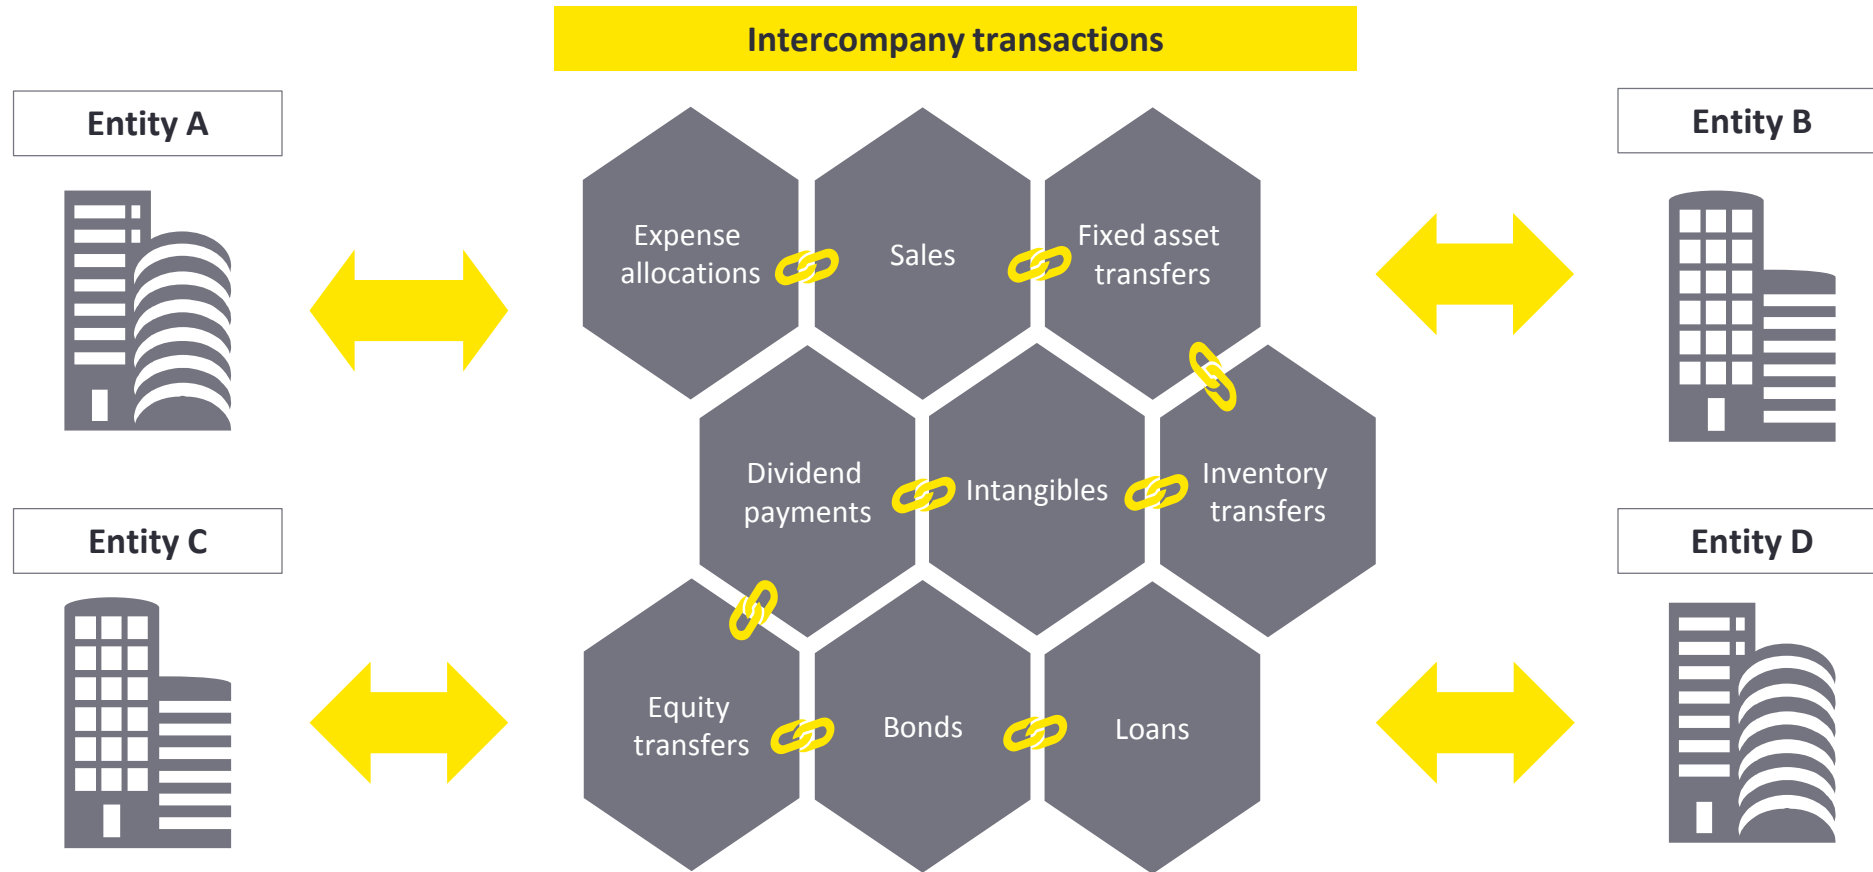 Intercompany transactions
Entity A
Entity B
Expense
allocations
Sales
Fixed asset
transfers
Dividend
payments
Intangibles
Inventory
transfers
Entity C
Entity D
Equity
transfers
Bonds
Loans